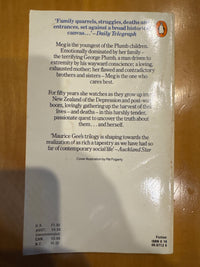 'Family quarrels, struggles, deaths and
entrances, set against a broad historical
canvas...' – Daily Telegraph
Meg is the youngest of the Plumb children.
Emotionally dominated by her family –
the terrifying George Plumb, a man driven to
extremes by his wayward conscience; a loving,
exhausted mother; her flawed and contradictory
brothers and sisters – Meg is the one who
cares best.
For fifty years she watches as they grow up in
New Zealand of the Depression and post-war
boom, lovingly gathering up the harvest of their
lives – and deaths – in this harshly tender,
passionate quest to uncover the truth about
them . . . and herself.
'Maurice Gee's trilogy is shaping towards the
realization of as rich a tapestry as we have had so
far of contemporary social life' – Auckland Star
Cover illustration by
Fogarty
Fiction
ISBN 0 14